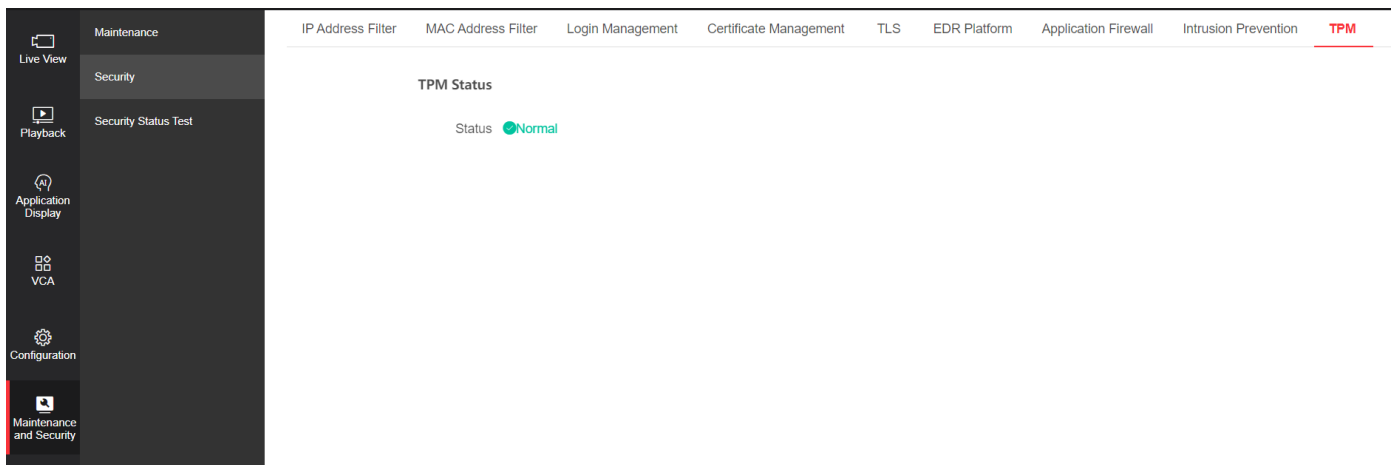 Live View
Playback
AI
Application
Display
VCA
Configuration
Maintenance
and Security
Maintenance
Security
Security Status Test
IP Address Filter MAC Address Filter Login Management Certificate Management TLS EDR Platform Application Firewall Intrusion Prevention TPM
TPM Status
Status Normal